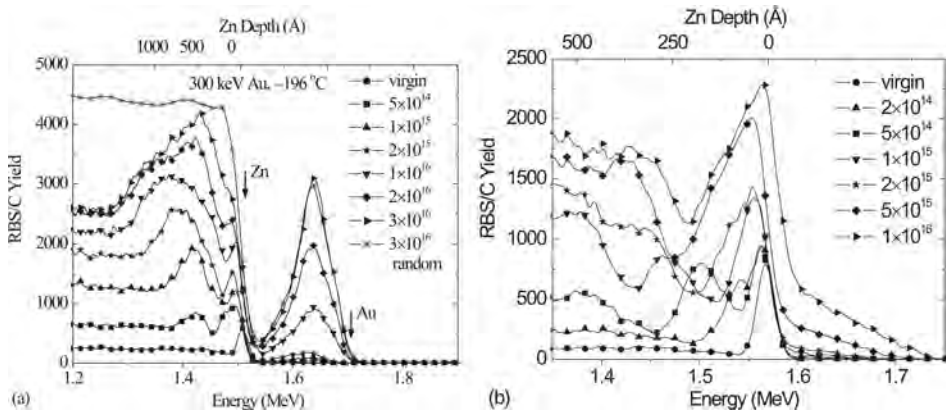 Zn Depth (Å)
1000 500 0
5000
4000
3000
2000
1000
0
RBS/C Yield
300 keV Au, −196 °C
virgin
5×10¹⁴
1×10¹⁵
2×10¹⁵
1×10¹⁶
2×10¹⁶
3×10¹⁶
3×10¹⁶
random
Zn
Au
1.2 1.4 1.6 1.8
(a) Energy (MeV)
Zn Depth (Å)
500 250 0
2500
2000
1500
1000
500
0
RBS/C Yield
virgin
2×10¹⁴
5×10¹⁴
1×10¹⁵
2×10¹⁵
5×10¹⁵
1×10¹⁶
1.4 1.5 1.6 1.7
(b) Energy (MeV)